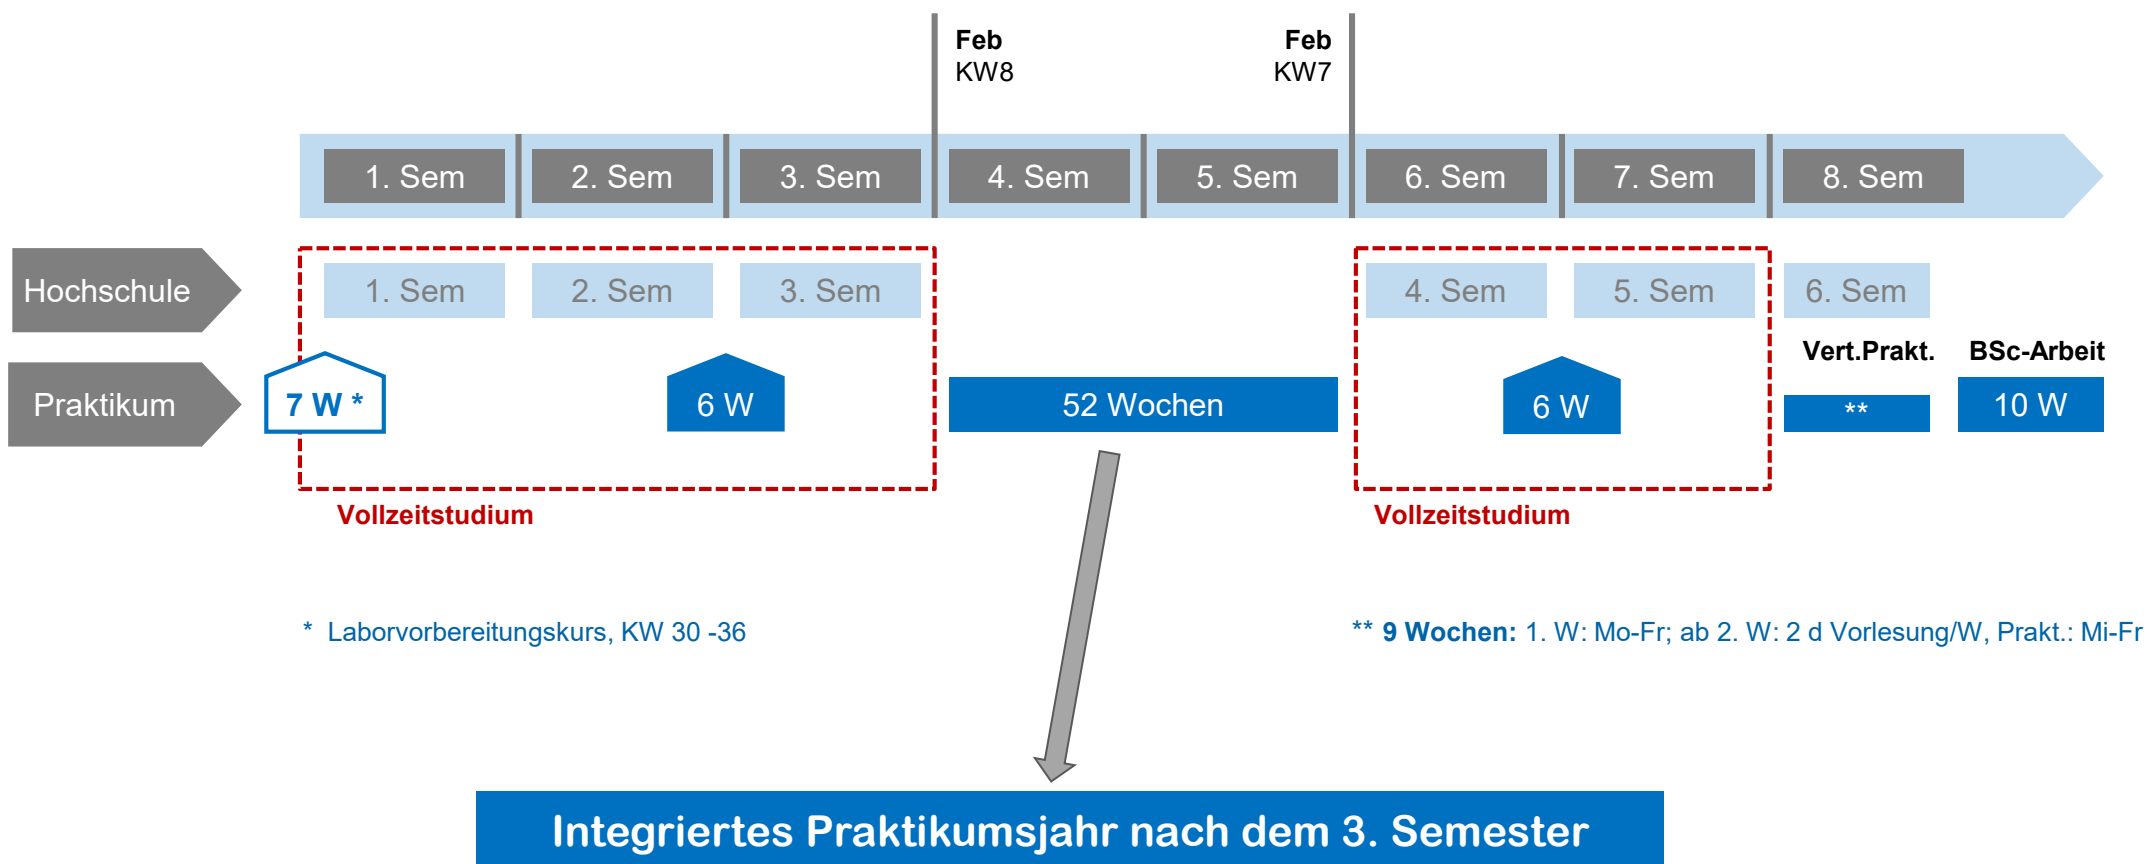 Feb
KW8
Feb
KW7
1. Sem
2. Sem
3. Sem
4. Sem
5. Sem
6. Sem
7. Sem
8. Sem
Hochschule
1. Sem
2. Sem
3. Sem
4. Sem
5. Sem
6. Sem
Vert.Prakt.
BSc-Arbeit
Praktikum
7 W *
6 W
52 Wochen
6 W
**
10 W
Vollzeitstudium
Vollzeitstudium
* Laborvorbereitungskurs, KW 30 -36
** 9 Wochen: 1. W: Mo-Fr; ab 2. W: 2 d Vorlesung/W, Prakt.: Mi-Fr
Integriertes Praktikumsjahr nach dem 3. Semester